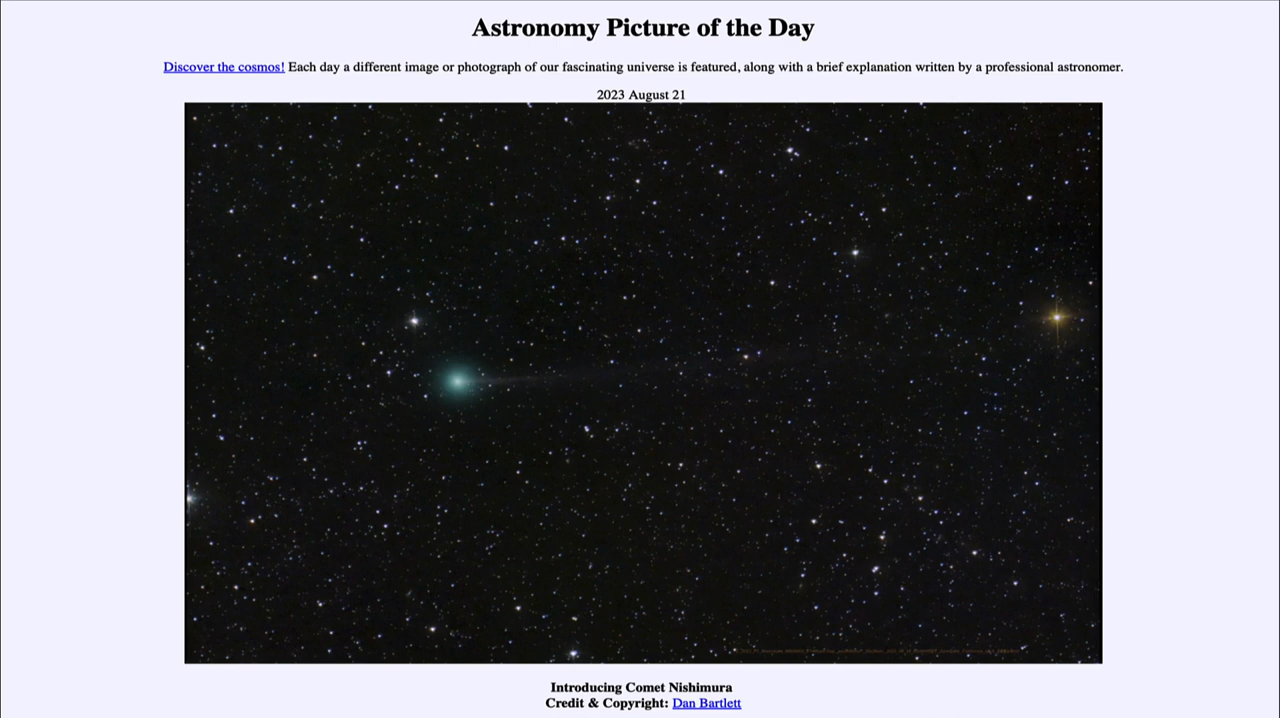 Astronomy Picture of the Day
Discover the cosmos! Each day a different image or photograph of our fascinating universe is featured, along with a brief explanation written by a professional astronomer.
2023 August 21
Introducing Comet Nishimura
Credit & Copyright: Dan Bartlett